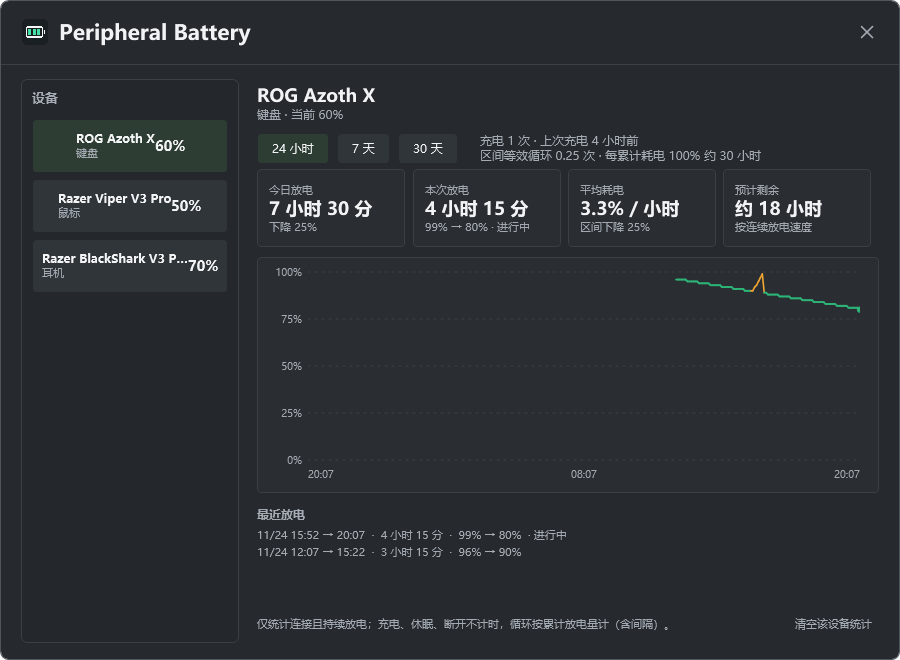 Peripheral Battery
设备
ROG Azoth X
键盘
60%
Razer Viper V3 Pro
鼠标
50%
Razer BlackShark V3 P...
耳机
70%
ROG Azoth X
键盘 · 当前 60%
24 小时
7 天
30 天
充电 1 次 · 上次充电 4 小时前
区间等效循环 0.25 次 · 每累计耗电 100% 约 30 小时
今日放电
7 小时 30 分
下降 25%
本次放电
4 小时 15 分
99% → 80% · 进行中
平均耗电
3.3% / 小时
区间下降 25%
预计剩余
约 18 小时
按连续放电速度
100%
75%
50%
25%
0%
20:07
08:07
20:07
最近放电
11/24 15:52 → 20:07 · 4 小时 15 分 · 99% → 80% · 进行中
11/24 12:07 → 15:22 · 3 小时 15 分 · 96% → 90%
仅统计连接且持续放电；充电、休眠、断开不计时，循环按累计放电量计（含间隔）。
清空该设备统计